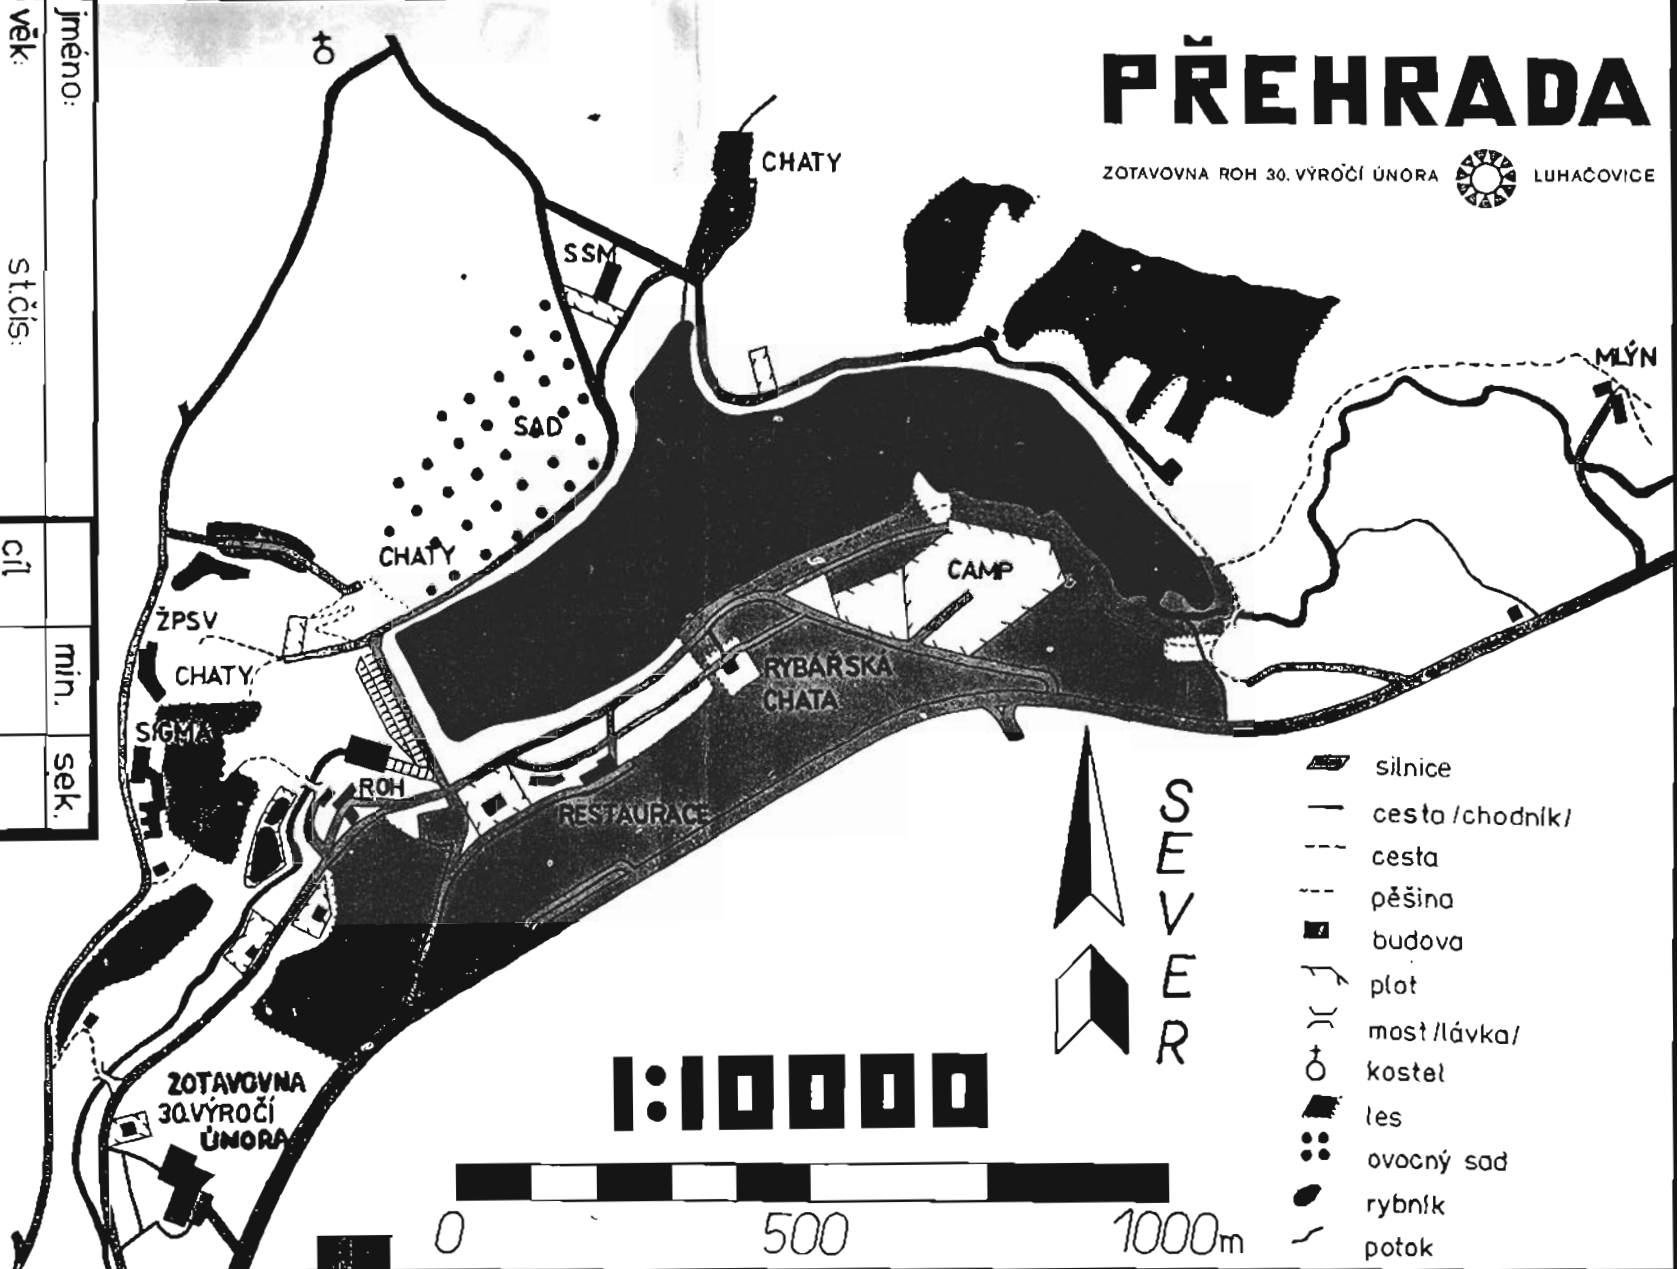 PŘEHRADA
ZOTAVOVNA ROH 30. VÝROČÍ ÚNORA LUHAČOVICE
jméno:
věk:
st.čís:
cíl
min.
sek.
CHATY
SSM
SAD
MLÝN
CHATY
CAMP
ŽPSV
CHATY
RYBÁŘSKÁ
CHATA
SIGMA
ROH
RESTAURACE
SEVER
ZOTAVOVNA
30.VÝROČÍ
ÚNORA
1:10000
0 500 1000m
silnice
cesta /chodník/
cesta
pěšina
budova
plot
most /lávka/
kostel
les
ovocný sad
rybník
potok